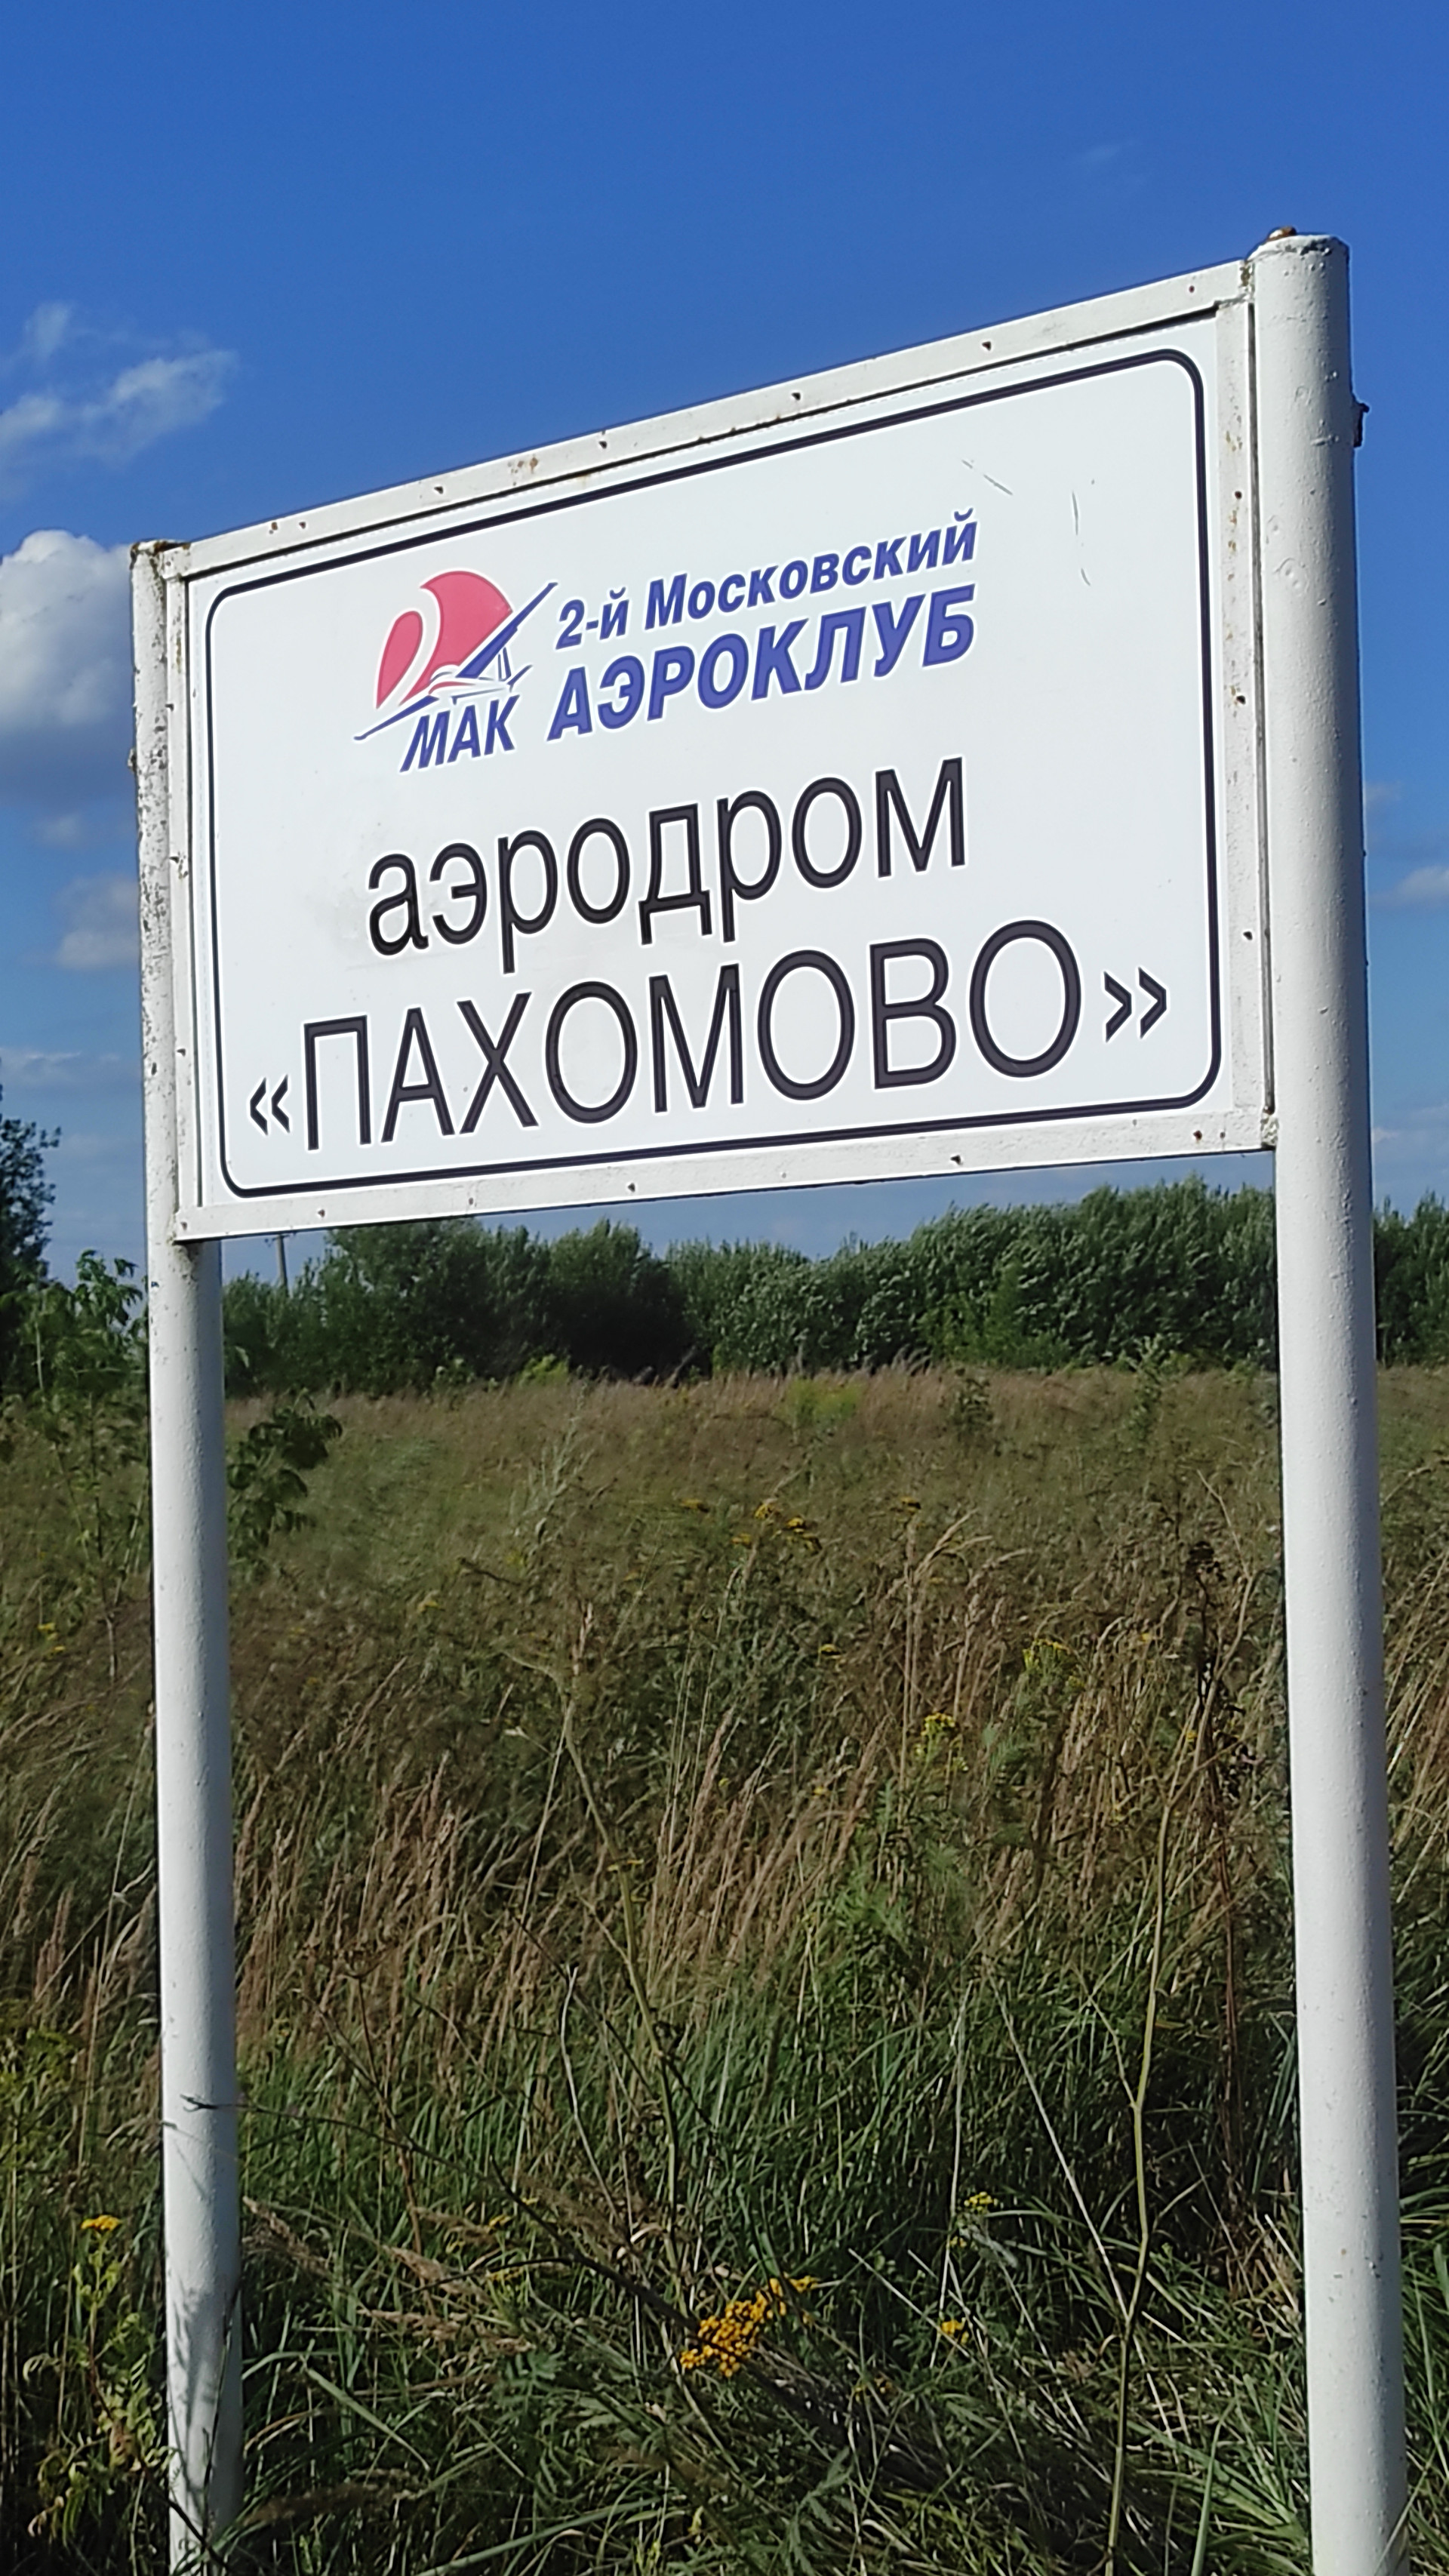 2-й Московский
МАК АЭРОКЛУБ
аэродром
«ПАХОМОВО»